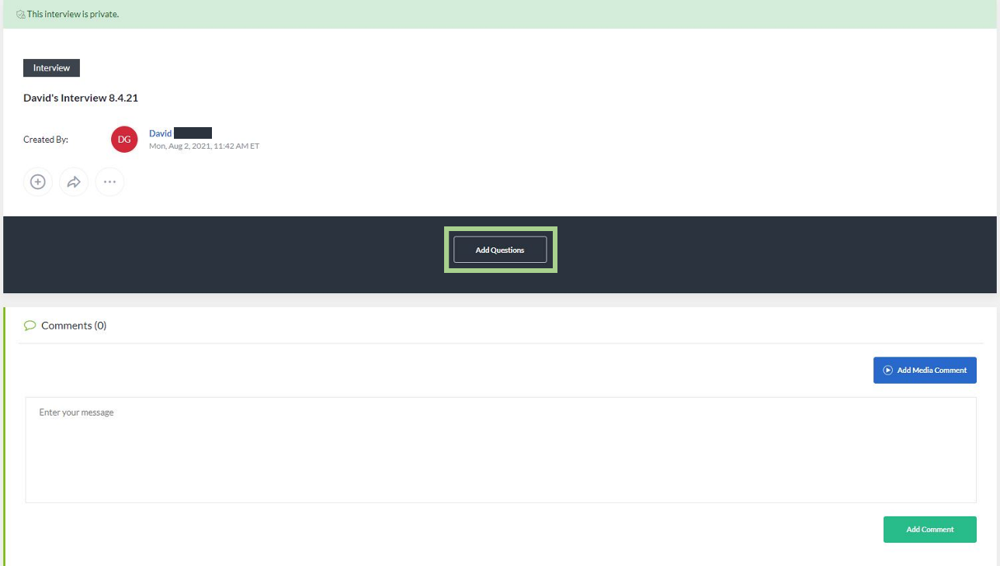 This interview is private.
Interview
David's Interview 8.4.21
Created By:
DG
David
Mon, Aug 2, 2021, 11:42 AM ET
Add Questions
Comments (0)
Add Media Comment
Enter your message
Add Comment